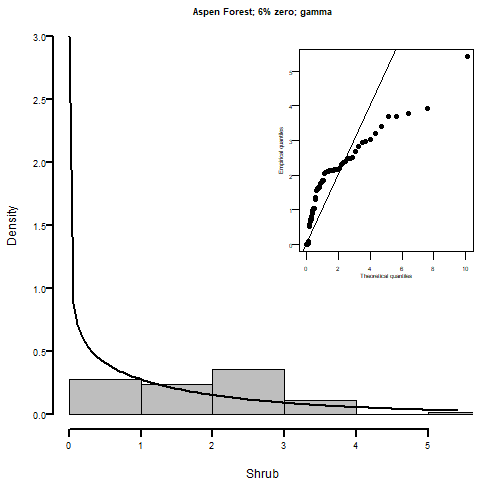 Aspen Forest; 6% zero; gamma
3.0
2.5
2.0
1.5
1.0
0.5
0.0
Density
0 1 2 3 4 5
Shrub
5
4
3
2
1
0
Empirical quantiles
0 2 4 6 8 10
Theoretical quantiles